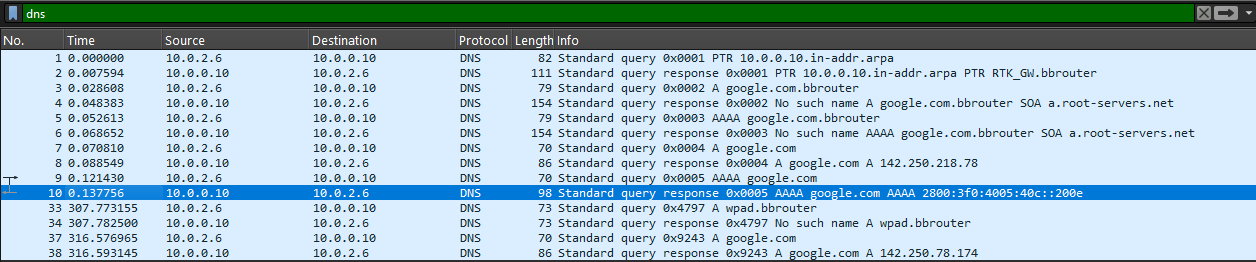 dns
No. Time Source Destination Protocol Length Info
1 0.000000 10.0.2.6 10.0.0.10 DNS 82 Standard query 0x0001 PTR 10.0.0.10.in-addr.arpa
2 0.007594 10.0.0.10 10.0.2.6 DNS 111 Standard query response 0x0001 PTR 10.0.0.10.in-addr.arpa PTR RTK_GW.bbrouter
3 0.028608 10.0.2.6 10.0.0.10 DNS 79 Standard query 0x0002 A google.com.bbrouter
4 0.048383 10.0.0.10 10.0.2.6 DNS 154 Standard query response 0x0002 No such name A google.com.bbrouter SOA a.root-servers.net
5 0.052613 10.0.2.6 10.0.0.10 DNS 79 Standard query 0x0003 AAAA google.com.bbrouter
6 0.068652 10.0.0.10 10.0.2.6 DNS 154 Standard query response 0x0003 No such name AAAA google.com.bbrouter SOA a.root-servers.net
7 0.070810 10.0.2.6 10.0.0.10 DNS 70 Standard query 0x0004 A google.com
8 0.088549 10.0.0.10 10.0.2.6 DNS 86 Standard query response 0x0004 A google.com A 142.250.218.78
9 0.121430 10.0.2.6 10.0.0.10 DNS 70 Standard query 0x0005 AAAA google.com
10 0.137756 10.0.0.10 10.0.2.6 DNS 98 Standard query response 0x0005 AAAA google.com AAAA 2800:3f0:4005:40c::200e
33 307.773155 10.0.2.6 10.0.0.10 DNS 73 Standard query 0x4797 A wpad.bbrouter
34 307.782500 10.0.0.10 10.0.2.6 DNS 73 Standard query response 0x4797 No such name A wpad.bbrouter
37 316.576965 10.0.2.6 10.0.0.10 DNS 70 Standard query 0x9243 A google.com
38 316.593145 10.0.0.10 10.0.2.6 DNS 86 Standard query response 0x9243 A google.com A 142.250.78.174